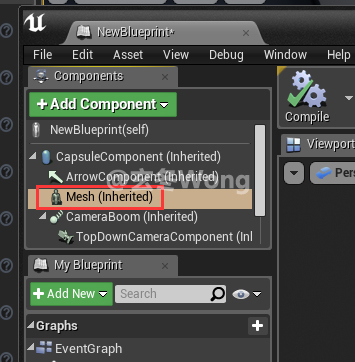 NewBlueprint*
File Edit Asset View Debug Window Help
Components
+ Add Component
NewBlueprint(self)
CapsuleComponent (Inherited)
ArrowComponent (Inherited)
Mesh (Inherited)
CameraBoom (Inherited)
TopDownCameraComponent (Inl
My Blueprint
+ Add New
Search
Graphs
EventGraph
Compile
Viewport
Pers
Wong